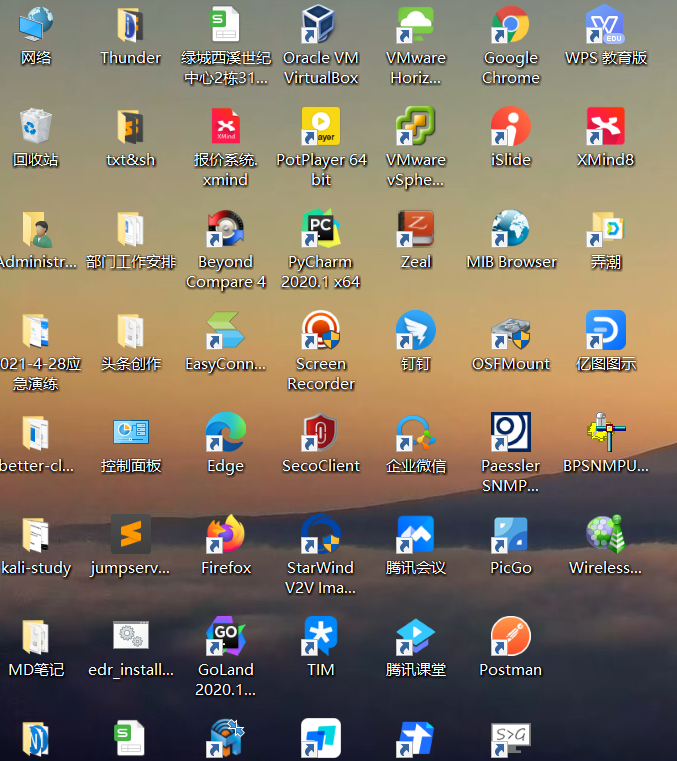 网络
Thunder
绿城西溪世纪
中心2栋31...
Oracle VM
VirtualBox
VMware
Horiz...
Google
Chrome
WPS 教育版
回收站
txt&sh
报价系统.
xmind
PotPlayer 64
bit
VMware
vSphe...
iSlide
XMind8
Administr...
部门工作安排
Beyond
Compare 4
PyCharm
2020.1 x64
Zeal
MIB Browser
弄潮
021-4-28应
急演练
头条创作
EasyConn...
Screen
Recorder
钉钉
OSFMount
亿图图示
better-cl...
控制面板
Edge
SecoClient
企业微信
Paessler
SNMP...
BPSNMPU...
kali-study
jumpserv...
Firefox
StarWind
V2V Ima...
腾讯会议
PicGo
Wireless...
MD笔记
edr_install...
GoLand
2020.1...
TIM
腾讯课堂
Postman
S>G